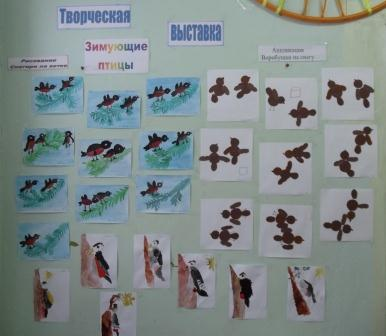 Творческая
выставка
Зимующие
птицы
Рисование
Снегири на ветке
Аппликация
Воробушки на снегу